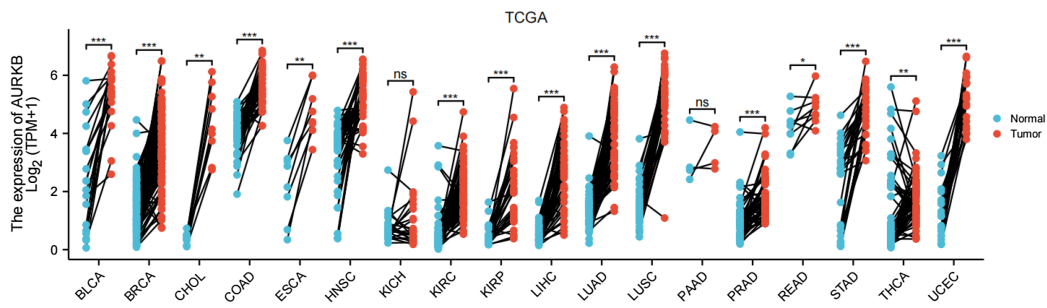 TCGA
The expression of AURKB
Log2 (TPM+1)
6
4
2
0
*** *** ** *** ** *** ns *** *** *** *** *** ns *** * *** ** ***
Normal
Tumor
BLCA BRCA CHOL COAD ESCA HNSC KICH KIRC KIRP LIHC LUAD LUSC PAAD PRAD READ STAD THCA UCEC